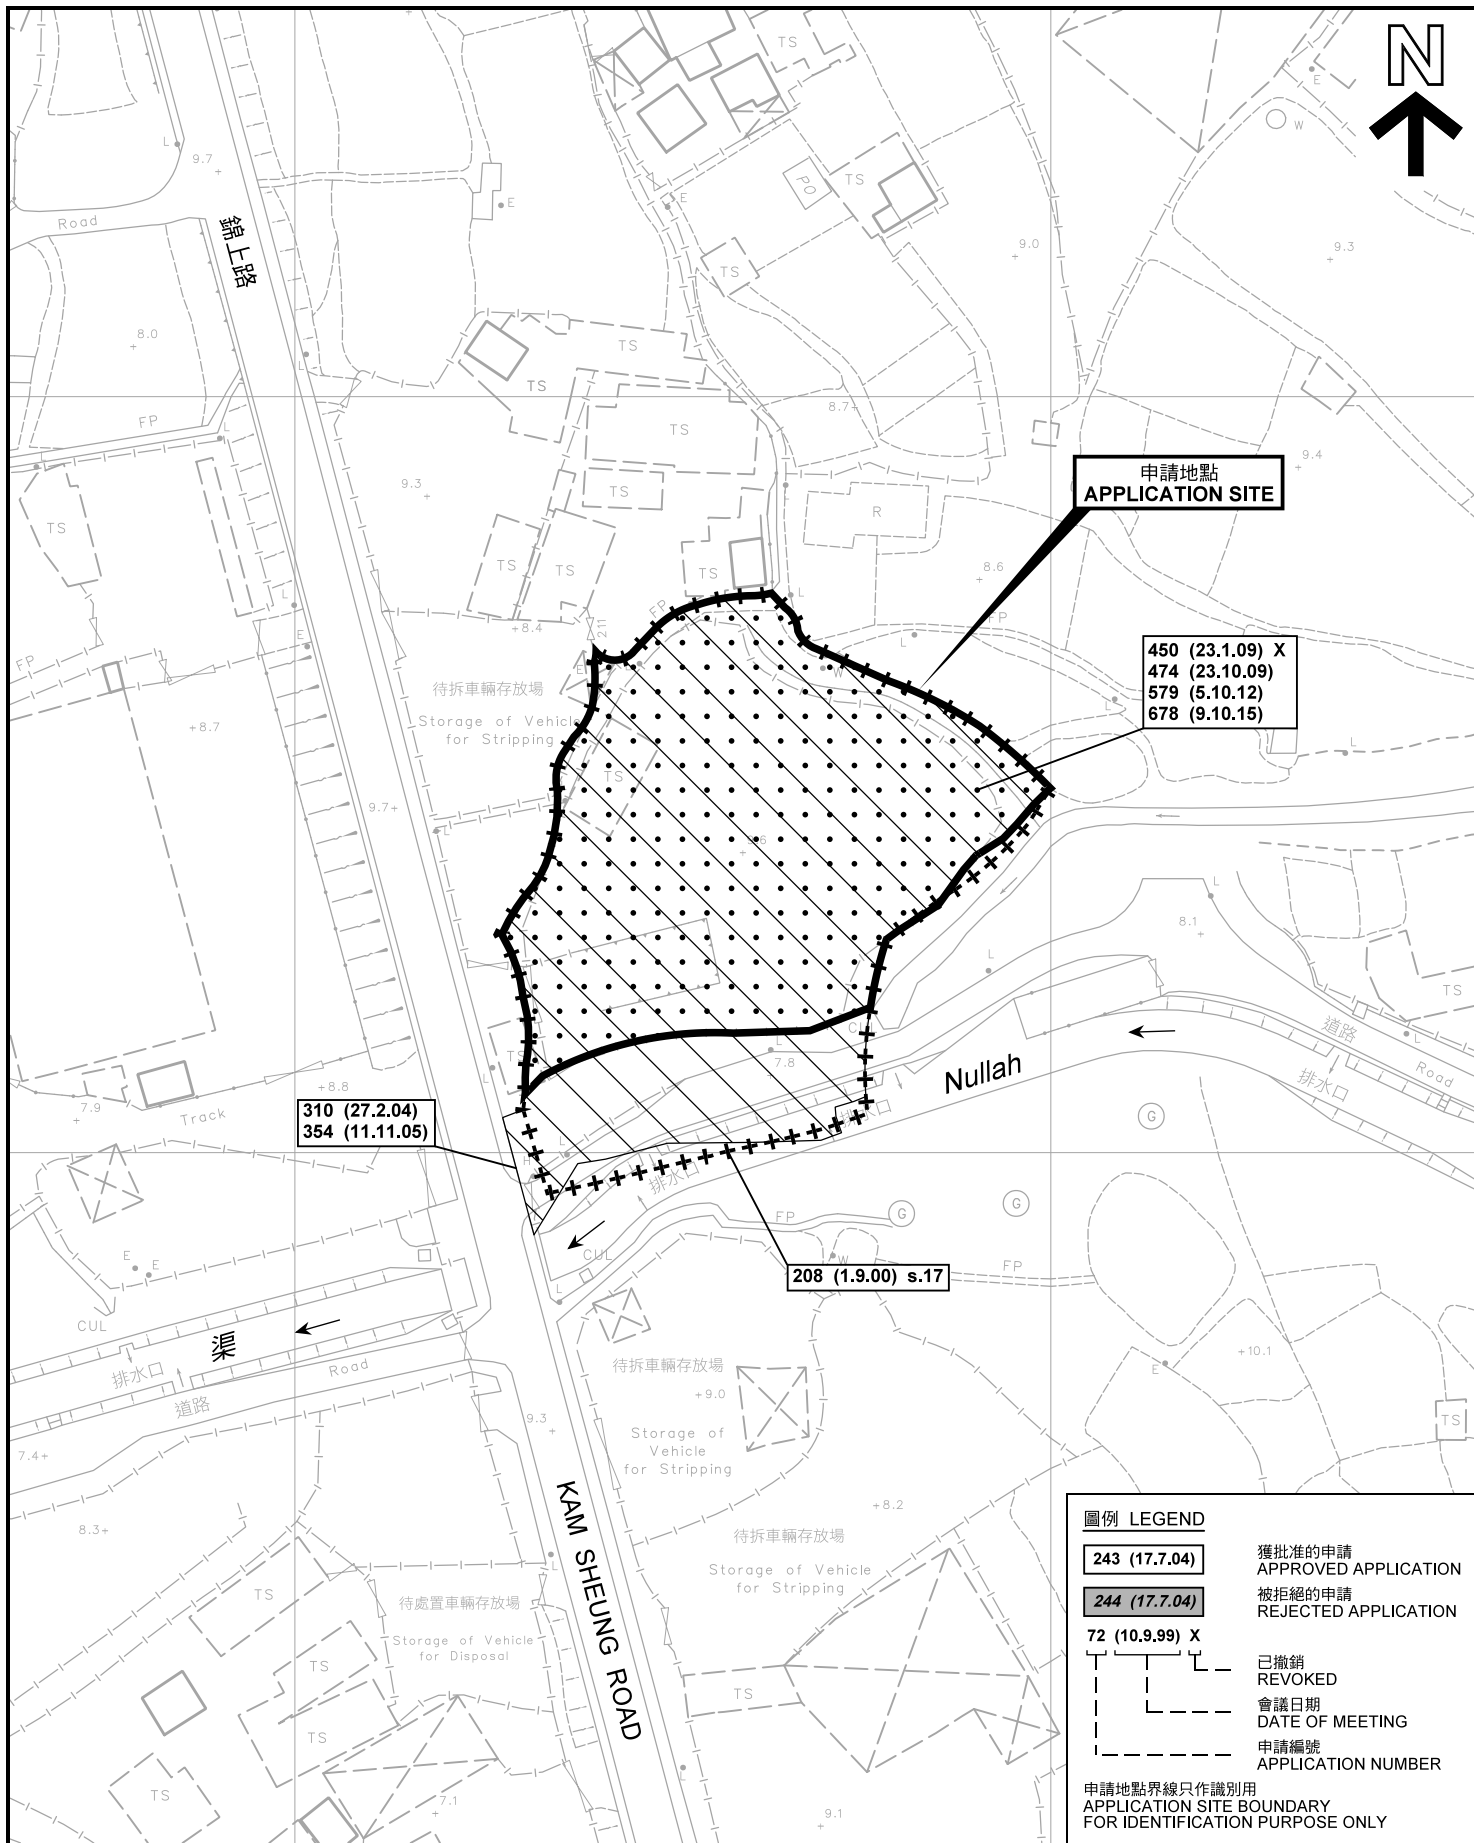 N
TS
E
L
9.7
TS
PO
W
Road
錦上路
E
E
TS
9.0
9.3
8.0
TS
TS
TS
FP
L
8.7
TS
9.3
TS
9.4
申請地點
APPLICATION SITE
TS
R
TS
TS
TS
8.6
L
L
FP
8.4
211
FP
L
E
FP
450 (23.1.09) X
474 (23.10.09)
579 (5.10.12)
678 (9.10.15)
待拆車輛存放場
Storage of Vehicle
for Stripping
W
L
8.7
L
TS
9.7
L
L
8.1
L
TS
TS
7.8
Nullah
道路
Road
L
排水口
8.8
7.9
Track
310 (27.2.04)
354 (11.11.05)
排水口
G
H
L
排水口
G
G
FP
CUL
W
FP
208 (1.9.00) s.17
E
E
L
CUL
渠
排水口
道路
Road
待拆車輛存放場
9.0
10.1
E
Storage of
Vehicle
for Stripping
9.3
TS
7.4
KAM SHEUNG ROAD
8.2
8.3
待拆車輛存放場
Storage of Vehicle
for Stripping
L
TS
待處置車輛存放場
Storage of Vehicle
for Disposal
TS
TS
TS
TS
L
7.1
9.1
圖例 LEGEND
243 (17.7.04)
獲批准的申請
APPROVED APPLICATION
244 (17.7.04)
被拒絕的申請
REJECTED APPLICATION
72 (10.9.99) X
已撤銷
REVOKED
會議日期
DATE OF MEETING
申請編號
APPLICATION NUMBER
申請地點界線只作識別用
APPLICATION SITE BOUNDARY
FOR IDENTIFICATION PURPOSE ONLY